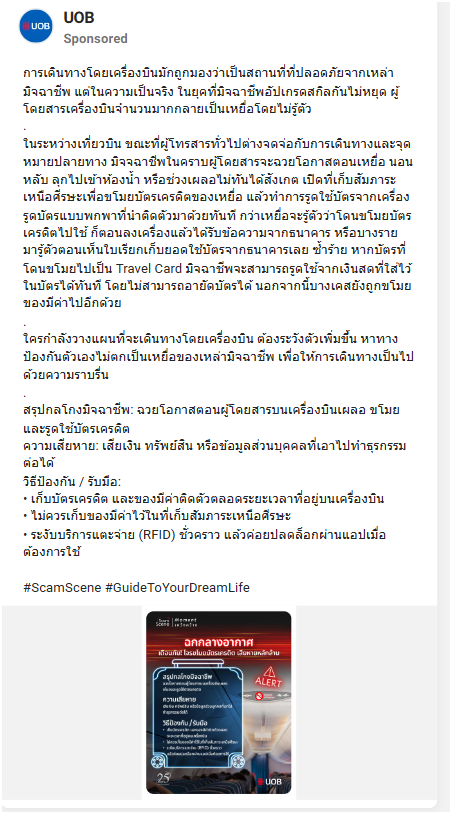 UOB
UOB
Sponsored
การเดินทางโดยเครื่องบินมักถูกมองว่าเป็นสถานที่ที่ปลอดภัยจากเหล่า
มิจฉาชีพ แต่ในความเป็นจริง ในยุคที่มิจฉาชีพอัปเกรดสกิลกันไม่หยุด ผู้
โดยสารเครื่องบินจำนวนมากกลายเป็นเหยื่อโดยไม่รู้ตัว
.
ในระหว่างเที่ยวบิน ขณะที่ผู้โทรสารทั่วไปต่างจดจ่อกับการเดินทางและจุด
หมายปลายทาง มิจฉาชีพในคราบผู้โดยสารจะฉวยโอกาสตอนเหยื่อ นอน
หลับ ลุกไปเข้าห้องน้ำ หรือช่วงเผลอไม่ทันได้สังเกต เปิดที่เก็บสัมภาระ
เหนือศีรษะเพื่อขโมยบัตรเครดิตของเหยื่อ แล้วทำการรูดใช้บัตรจากเครื่อง
รูดบัตรแบบพกพาที่นำติดตัวมาด้วยทันที กว่าเหยื่อจะรู้ตัวว่าโดนขโมยบัตร
เครดิตไปใช้ ก็ตอนลงเครื่องแล้วได้รับข้อความจากธนาคาร หรือบางราย
มารู้ตัวตอนเห็นใบเรียกเก็บยอดใช้บัตรจากธนาคารเลย ซ้ำร้าย หากบัตรที่
โดนขโมยไปเป็น Travel Card มิจฉาชีพจะสามารถรูดใช้จากเงินสดที่ใส่ไว้
ในบัตรได้ทันที โดยไม่สามารถอายัดบัตรได้ นอกจากนี้บางเคสยังถูกขโมย
ของมีค่าไปอีกด้วย
.
ใครกำลังวางแผนที่จะเดินทางโดยเครื่องบิน ต้องระวังตัวเพิ่มขึ้น หาทาง
ป้องกันตัวเองไม่ตกเป็นเหยื่อของเหล่ามิจฉาชีพ เพื่อให้การเดินทางเป็นไป
ด้วยความราบรื่น
.
สรุปกลโกงมิจฉาชีพ: ฉวยโอกาสตอนผู้โดยสารบนเครื่องบินเผลอ ขโมย
และรูดใช้บัตรเครดิต
ความเสียหาย: เสียเงิน ทรัพย์สิน หรือข้อมูลส่วนบุคคลที่เอาไปทำธุรกรรม
ต่อได้
วิธีป้องกัน / รับมือ:
• เก็บบัตรเครดิต และของมีค่าติดตัวตลอดระยะเวลาที่อยู่บนเครื่องบิน
• ไม่ควรเก็บของมีค่าไว้ในที่เก็บสัมภาระเหนือศีรษะ
• ระงับบริการแตะจ่าย (RFID) ชั่วคราว แล้วค่อยปลดล็อกผ่านแอปเมื่อ
ต้องการใช้
#ScamScene #GuideToYourDreamLife
Scam Scene
Moment
ฉกกลางอากาศ
เตือนภัย! โจรขโมยบัตรเครดิต เสียหายหลักล้าน
ALERT
สรุปกลโกงมิจฉาชีพ
ความเสียหาย
วิธีป้องกัน / รับมือ
25
UOB